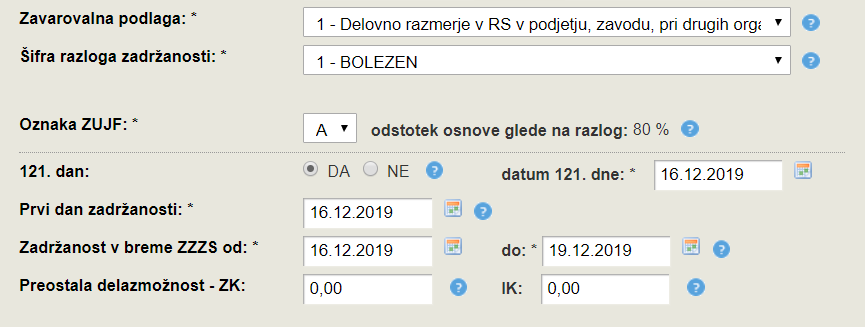 Zavarovalna podlaga: * 1 - Delovno razmerje v RS v podjetju, zavodu, pri drugih orga
Šifra razloga zadržanosti: * 1 - BOLEZEN
Oznaka ZUJF: * A odstotek osnove glede na razlog: 80 %
121. dan: DA NE datum 121. dne: * 16.12.2019
Prvi dan zadržanosti: * 16.12.2019
Zadržanost v breme ZZZS od: * 16.12.2019 do: * 19.12.2019
Preostala delazmožnost - ZK: 0,00 IK: 0,00